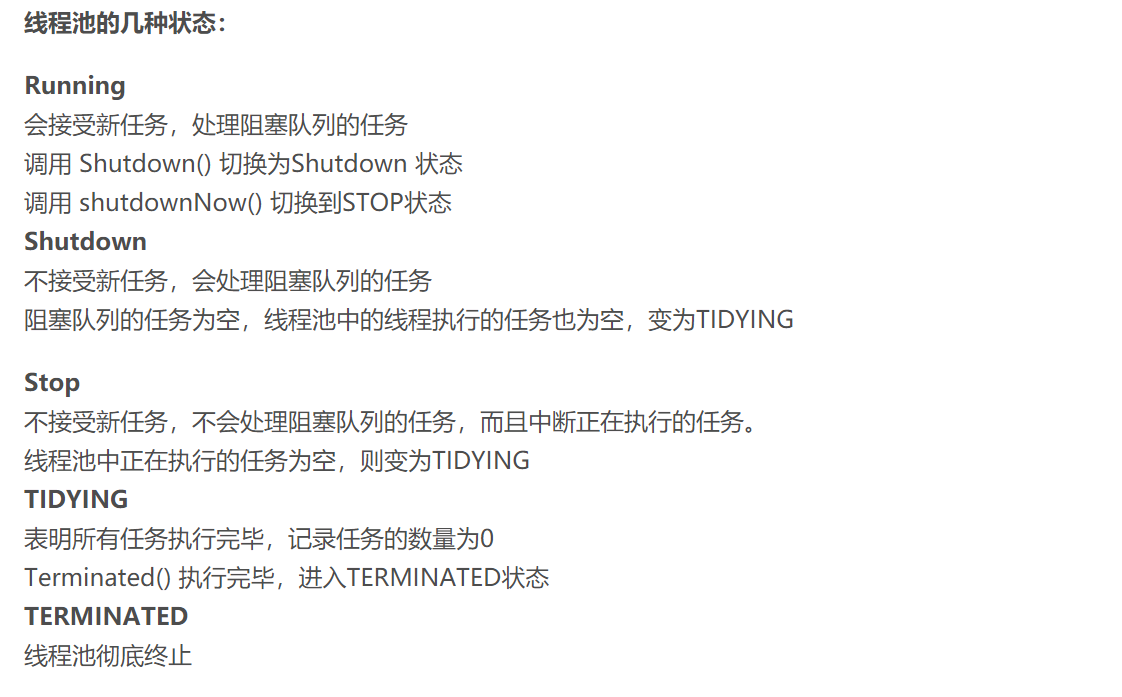 线程池的几种状态：
Running
会接受新任务，处理阻塞队列的任务
调用 Shutdown() 切换为Shutdown 状态
调用 shutdownNow() 切换到STOP状态
Shutdown
不接受新任务，会处理阻塞队列的任务
阻塞队列的任务为空，线程池中的线程执行的任务也为空，变为TIDYING
Stop
不接受新任务，不会处理阻塞队列的任务，而且中断正在执行的任务。
线程池中正在执行的任务为空，则变为TIDYING
TIDYING
表明所有任务执行完毕，记录任务的数量为0
Terminated() 执行完毕，进入TERMINATED状态
TERMINATED
线程池彻底终止